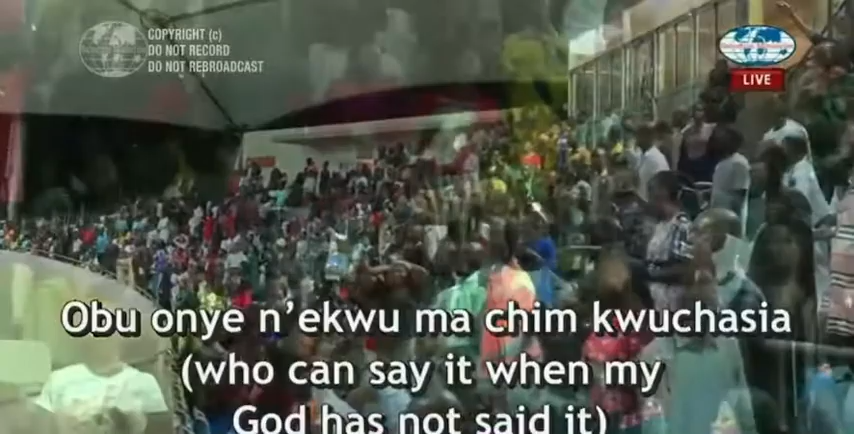 COPYRIGHT (c)
DO NOT RECORD
DO NOT REBROADCAST
LIVE
Obu onye n'ekwu ma chim kwuchasia
(who can say it when my
God has not said it)